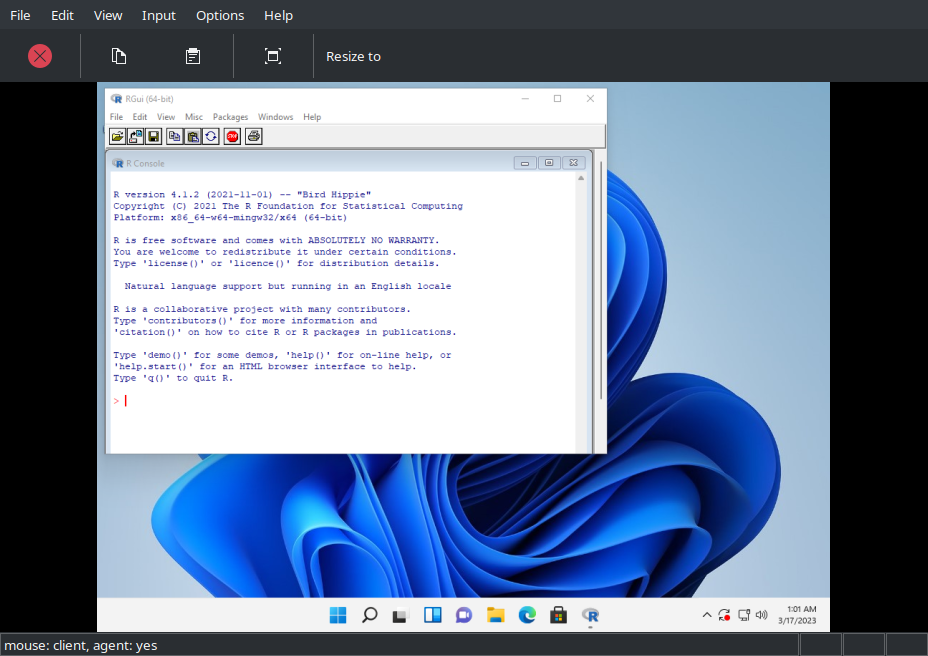 File Edit View Input Options Help
Resize to
RGui (64-bit)
File Edit View Misc Packages Windows Help
STOP
R Console
R version 4.1.2 (2021-11-01) -- "Bird Hippie"
Copyright (C) 2021 The R Foundation for Statistical Computing
Platform: x86_64-w64-mingw32/x64 (64-bit)
R is free software and comes with ABSOLUTELY NO WARRANTY.
You are welcome to redistribute it under certain conditions.
Type 'license()' or 'licence()' for distribution details.
Natural language support but running in an English locale
R is a collaborative project with many contributors.
Type 'contributors()' for more information and
'citation()' on how to cite R or R packages in publications.
Type 'demo()' for some demos, 'help()' for on-line help, or
'help.start()' for an HTML browser interface to help.
Type 'q()' to quit R.
>
1:01 AM
3/17/2023
mouse: client, agent: yes